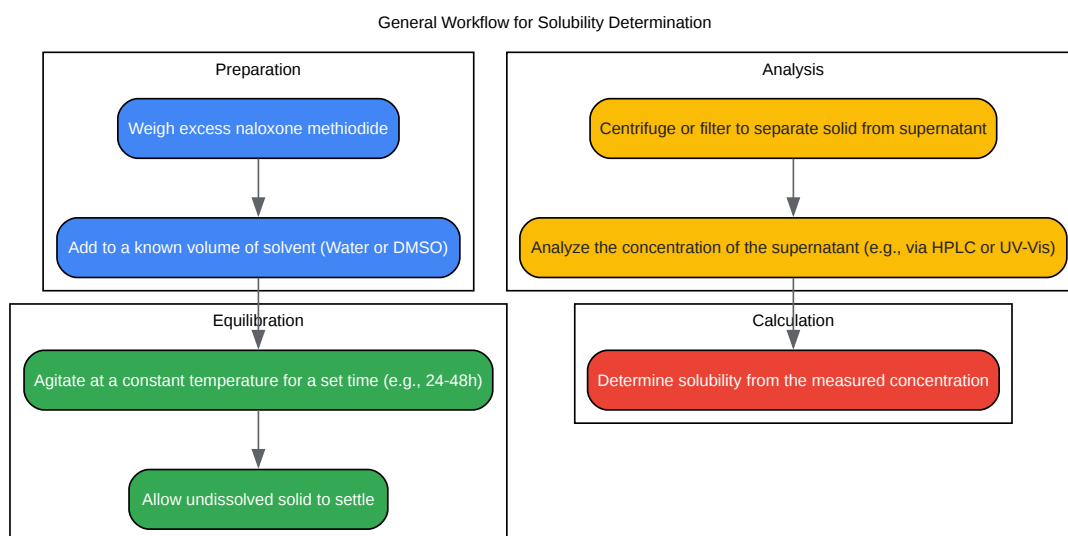 General Workflow for Solubility Determination
Preparation
Weigh excess naloxone methiodide
Add to a known volume of solvent (Water or DMSO)
Equilibration
Agitate at a constant temperature for a set time (e.g., 24-48h)
Allow undissolved solid to settle
Analysis
Centrifuge or filter to separate solid from supernatant
Analyze the concentration of the supernatant (e.g., via HPLC or UV-Vis)
Calculation
Determine solubility from the measured concentration